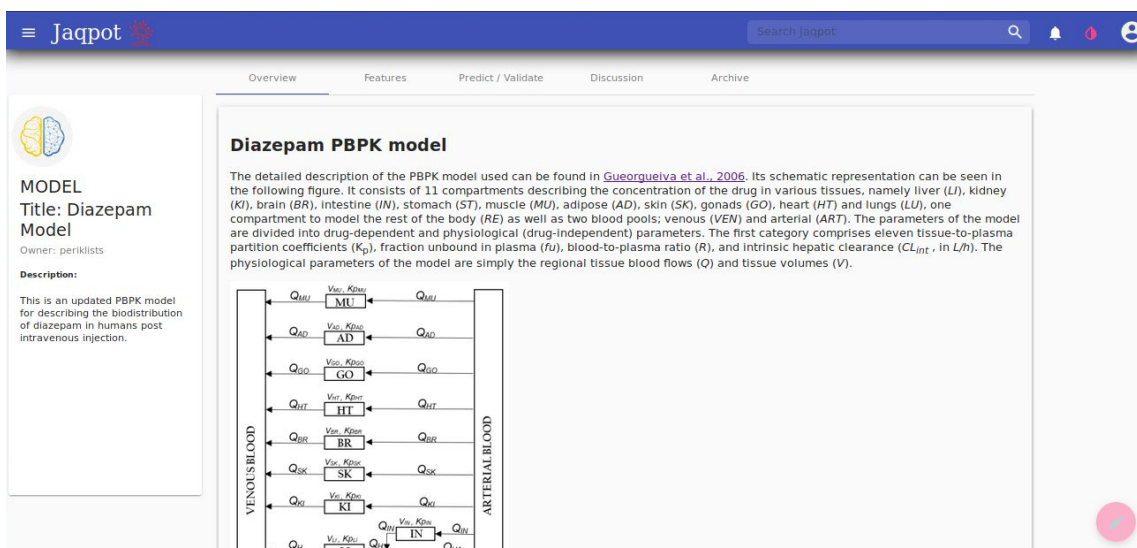 ≡ Jaqpot
Search Jaqpot
Overview Features Predict / Validate Discussion Archive
MODEL
Title: Diazepam
Model
Owner: periklists
Description:
This is an updated PBPK model
for describing the biodistribution
of diazepam in humans post
intravenous injection.
Diazepam PBPK model
The detailed description of the PBPK model used can be found in Gueorgueiva et al., 2006. Its schematic representation can be seen in
the following figure. It consists of 11 compartments describing the concentration of the drug in various tissues, namely liver (LI), kidney
(KI), brain (BR), intestine (IN), stomach (ST), muscle (MU), adipose (AD), skin (SK), gonads (GO), heart (HT) and lungs (LU), one
compartment to model the rest of the body (RE) as well as two blood pools; venous (VEN) and arterial (ART). The parameters of the model
are divided into drug-dependent and physiological (drug-independent) parameters. The first category comprises eleven tissue-to-plasma
partition coefficients (Kp), fraction unbound in plasma (fu), blood-to-plasma ratio (R), and intrinsic hepatic clearance (CLint , in L/h). The
physiological parameters of the model are simply the regional tissue blood flows (Q) and tissue volumes (V).
VENOUS BLOOD
ARTERIAL BLOOD
VMU, KpMU
QMU MU QMU
VAD, KpAD
QAD AD QAD
VGO, KpGO
QGO GO QGO
VHT, KpHT
QHT HT QHT
VBR, KpBR
QBR BR QBR
VSK, KpSK
QSK SK QSK
VKI, KpKI
QKI KI QKI
VIN, KpIN
QIN IN QIN
VLI, KpLI
QH